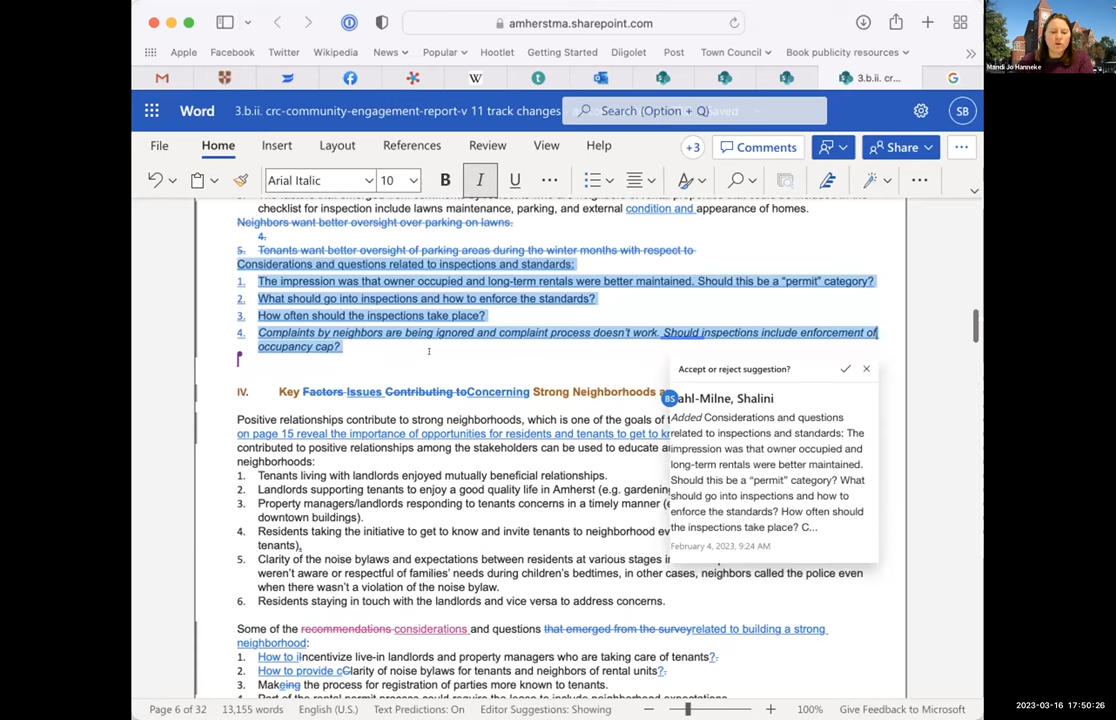 amherstma.sharepoint.com
Apple Facebook Twitter Wikipedia News Popular Hootlet Getting Started Diigolet Post Town Council Book publicity resources
3.b.ii. crc...
Mandi Jo Hanneke
Word 3.b.ii. crc-community-engagement-report-v 11 track changes Search (Option + Q) SB
File Home Insert Layout References Review View Help +3 Comments Share
Arial Italic 10 B I U
checklist for inspection include lawns maintenance, parking, and external condition and appearance of homes.
Neighbors want better oversight over parking on lawns.
4.
5. Tenants want better oversight of parking areas during the winter months with respect to
Considerations and questions related to inspections and standards:
1. The impression was that owner occupied and long-term rentals were better maintained. Should this be a “permit” category?
2. What should go into inspections and how to enforce the standards?
3. How often should the inspections take place?
4. Complaints by neighbors are being ignored and complaint process doesn’t work. Should inspections include enforcement of
occupancy cap?
IV. Key Factors Issues Contributing toConcerning Strong Neighborhoods
Positive relationships contribute to strong neighborhoods, which is one of the goals of
on page 15 reveal the importance of opportunities for residents and tenants to get to
contributed to positive relationships among the stakeholders can be used to educate
neighborhoods:
1. Tenants living with landlords enjoyed mutually beneficial relationships.
2. Landlords supporting tenants to enjoy a good quality life in Amherst (e.g.
3. Property managers/landlords responding to tenants concerns in a timely manner
downtown buildings).
4. Residents taking the initiative to get to know and invite tenants to neighborhood
tenants).
5. Clarity of the noise bylaws and expectations between residents at various stages
weren’t aware or respectful of families’ needs during children’s bedtimes, in other cases, neighbors called the police even
when there wasn’t a violation of the noise bylaw.
6. Residents staying in touch with the landlords and vice versa to address concerns.
Accept or reject suggestion?
BS ahl-Milne, Shalini
Added Considerations and questions
related to inspections and standards: The
impression was that owner occupied and
long-term rentals were better maintained.
Should this be a “permit” category? What
should go into inspections and how to
enforce the standards? How often should
the inspections take place? C...
February 4, 2023, 9:24 AM
Some of the recommendations considerations and questions that emerged from the surveyrelated to building a strong
neighborhood:
1. How to iIncentivize live-in landlords and property managers who are taking care of tenants?.
2. How to provide cClarity of noise bylaws for tenants and neighbors of rental units?.
3. Makeing the process for registration of parties more known to tenants.
Page 6 of 32 13,155 words English (U.S.) Text Predictions: On Editor Suggestions: Showing 100% Give Feedback to Microsoft
2023-03-16 17:50:26